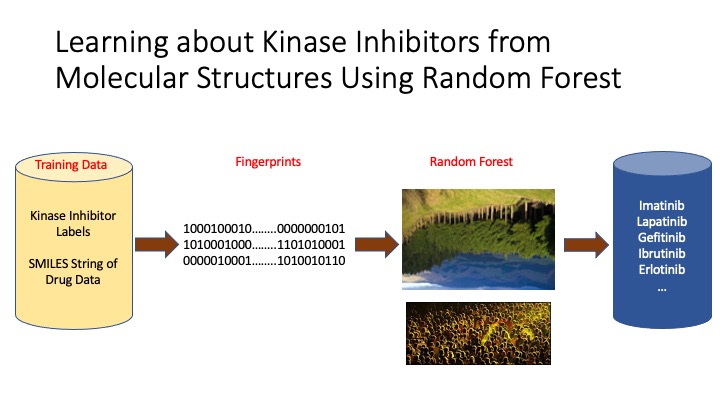 Learning about Kinase Inhibitors from
Molecular Structures Using Random Forest
Training Data
Kinase Inhibitor
Labels
SMILES String of
Drug Data
Fingerprints
1000100010........0000000101
1010001000........1101010001
0000010001........1010010110
Random Forest
Imatinib
Lapatinib
Gefitinib
Ibrutinib
Erlotinib
...